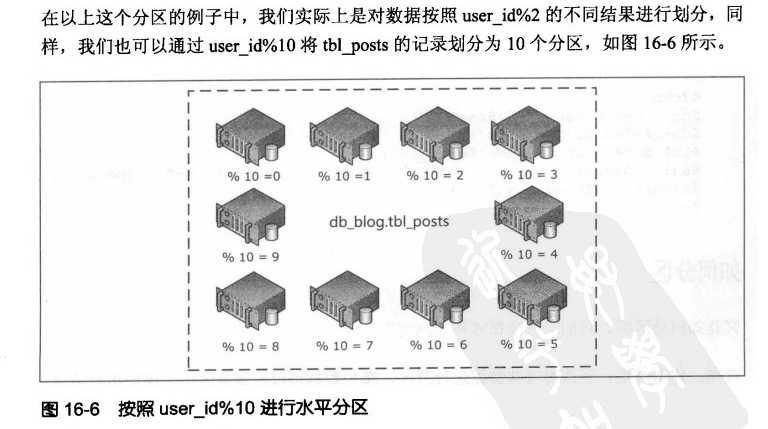 在以上这个分区的例子中，我们实际上是对数据按照 user_id%2 的不同结果进行划分，同
样，我们也可以通过 user_id%10 将 tbl_posts 的记录划分为 10 个分区，如图 16-6 所示。
% 10 =0 % 10 =1 % 10 = 2 % 10 = 3
db_blog.tbl_posts
% 10 = 9 % 10 = 4
% 10 = 8 % 10 = 7 % 10 = 6 % 10 = 5
图 16-6 按照 user_id%10 进行水平分区
如何分区